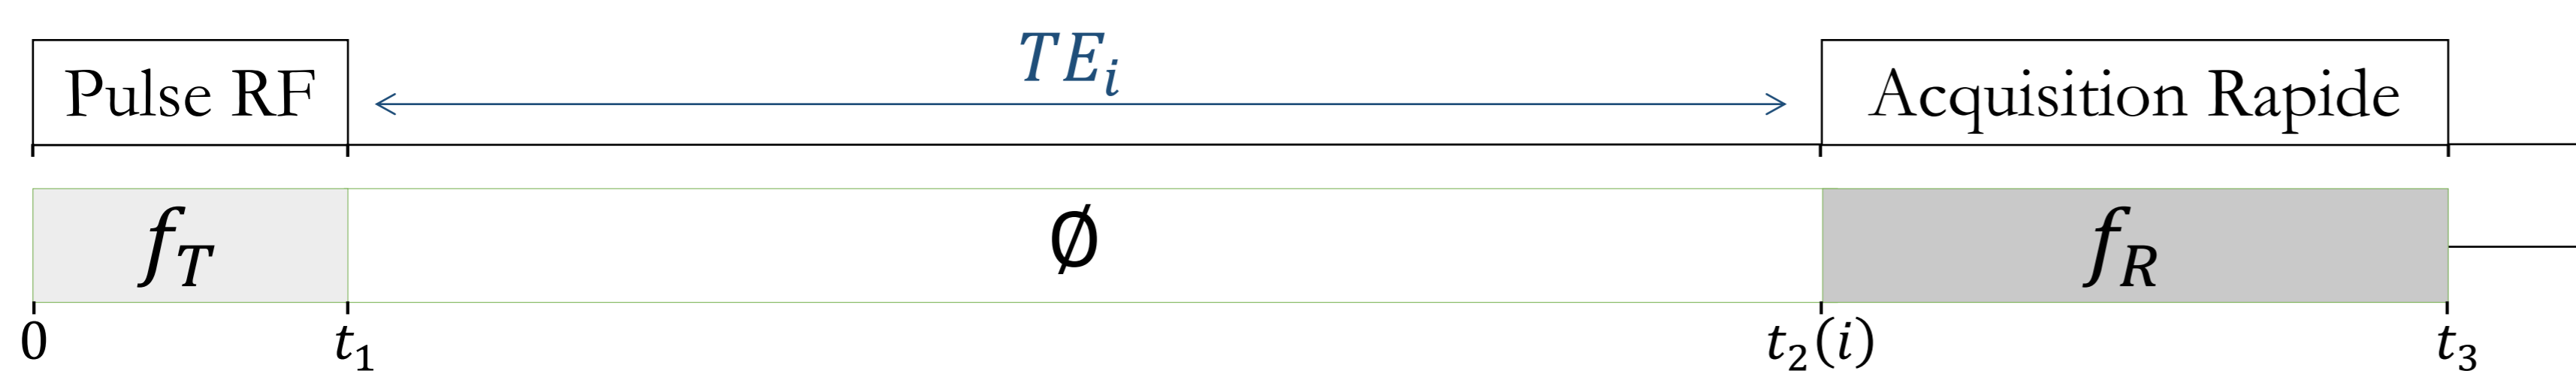 Pulse RF TE_i Acquisition Rapide
f_T ∅ f_R
0 t_1 t_2(i) t_3